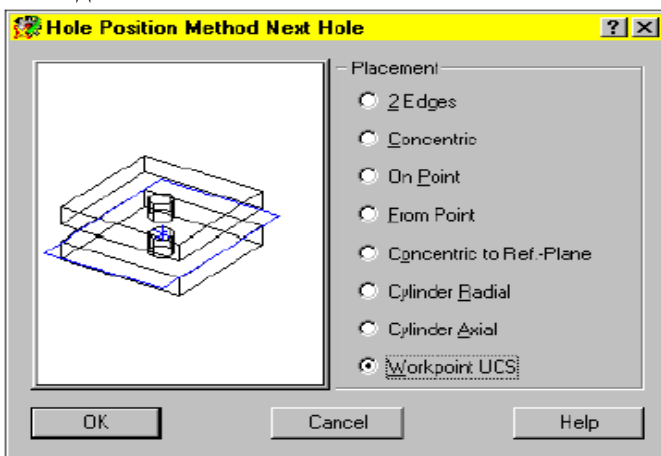 Hole Position Method Next Hole
Placement
2 Edges
Concentric
On Point
From Point
Concentric to Ref.-Plane
Cylinder Radial
Cylinder Axial
Workpoint UCS
OK Cancel Help